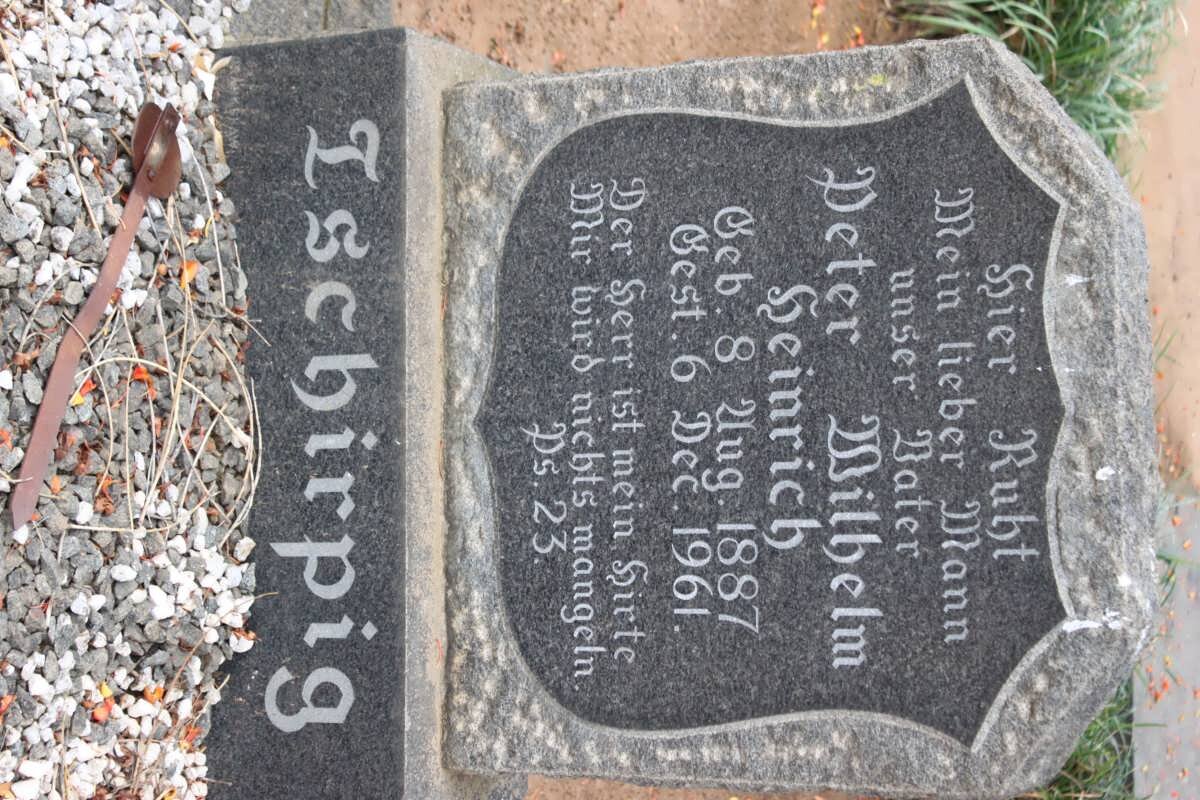 Hier Ruht
Mein lieber Mann
unser Vater
Peter Wilhelm
Heinrich
Geb. 8 Aug. 1887
Gest. 6 Dec. 1961.
Der Herr ist mein Hirte
Mir wird nichts mangeln.
Ps. 23.
Tschirpig